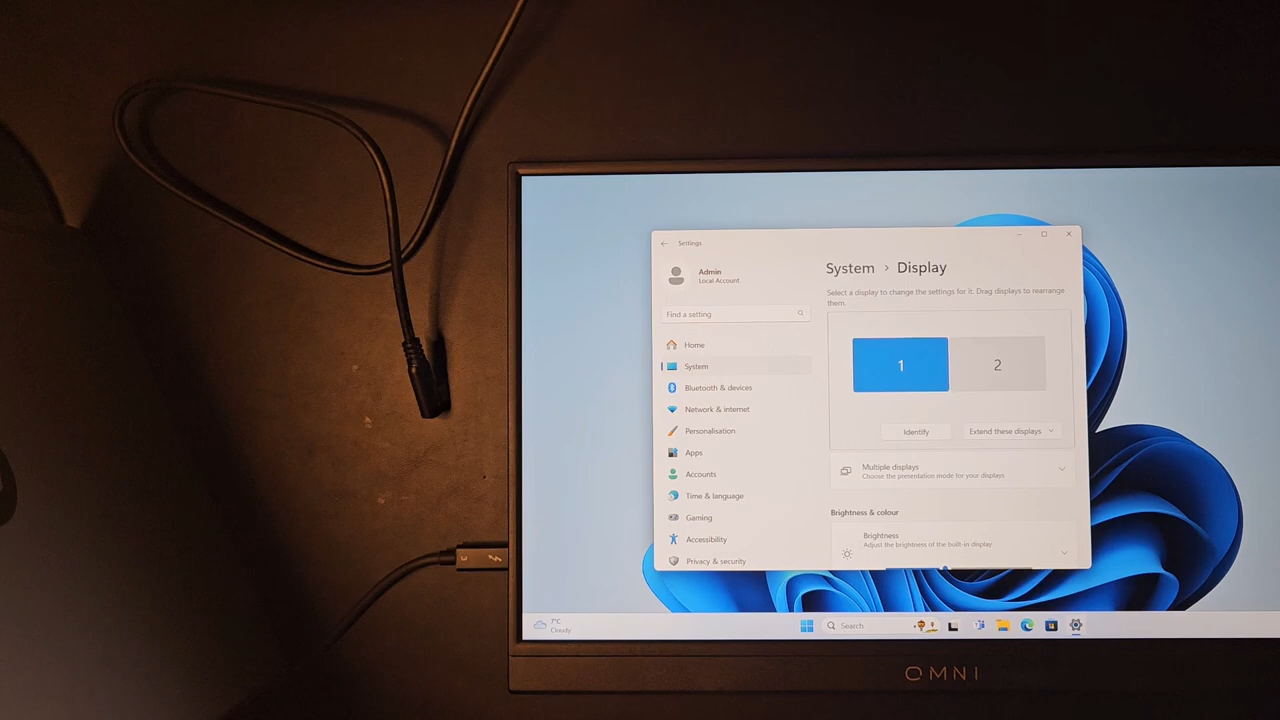 Settings
Admin
Local Account
Find a setting
Home
System
Bluetooth & devices
Network & internet
Personalisation
Apps
Accounts
Time & language
Gaming
Accessibility
Privacy & security
System › Display
Select a display to change the settings for it. Drag displays to rearrange
them.
1
2
Identify
Extend these displays
Multiple displays
Choose the presentation mode for your displays
Brightness & colour
Brightness
Adjust the brightness of the built-in display
7°C
Cloudy
Search
OMNI